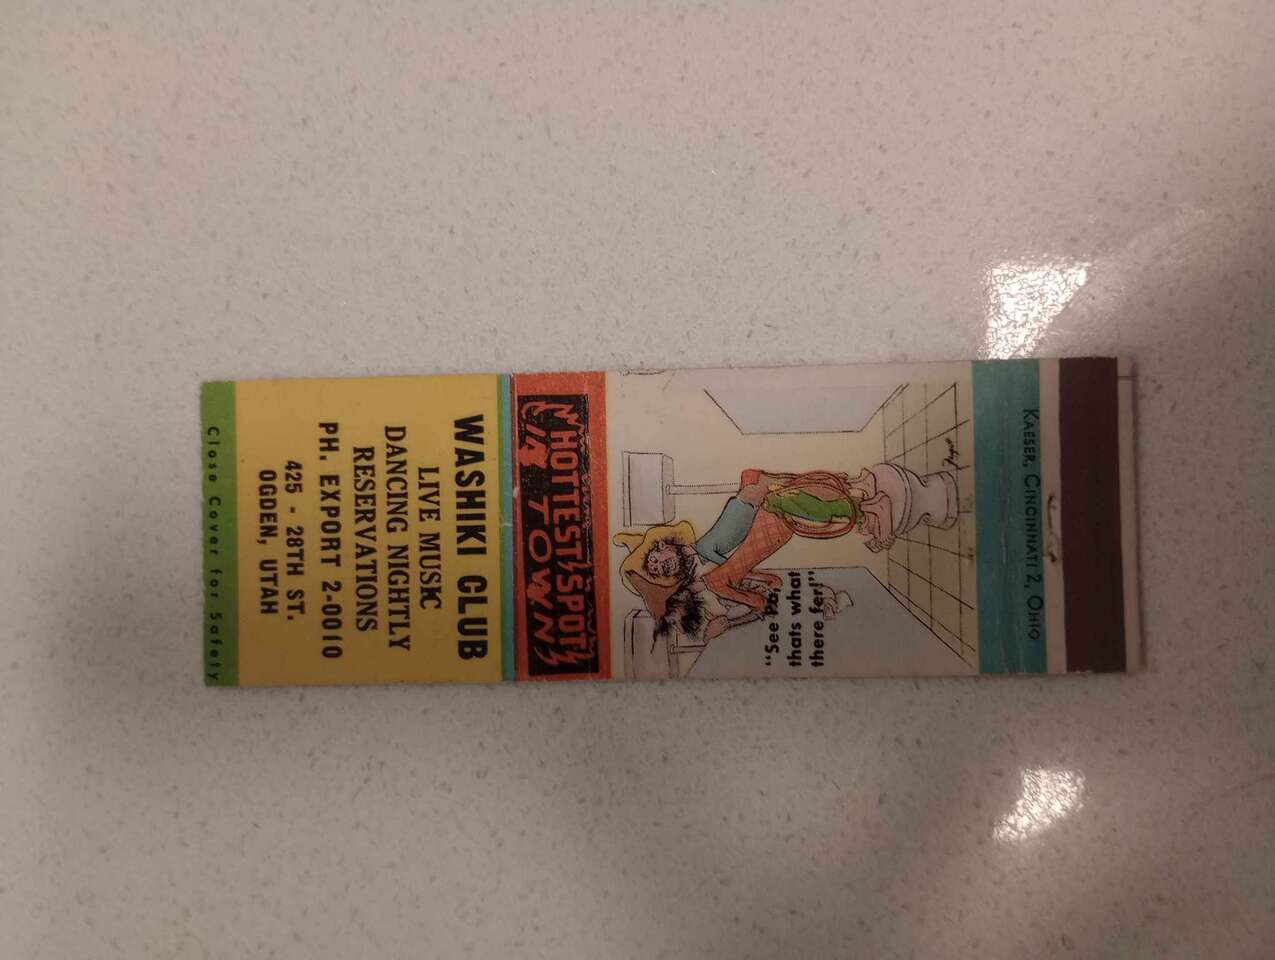 WASHIKI CLUB
LIVE MUSIC
DANCING NIGHTLY
RESERVATIONS
PH. EXPORT 2-0010
425 - 28TH ST.
OGDEN, UTAH
Close Cover for Safety
HOTTEST SPOT
IN TOWN
"See Pa,
thats what
there fer!"
KAESER, CINCINNATI 2, OHIO